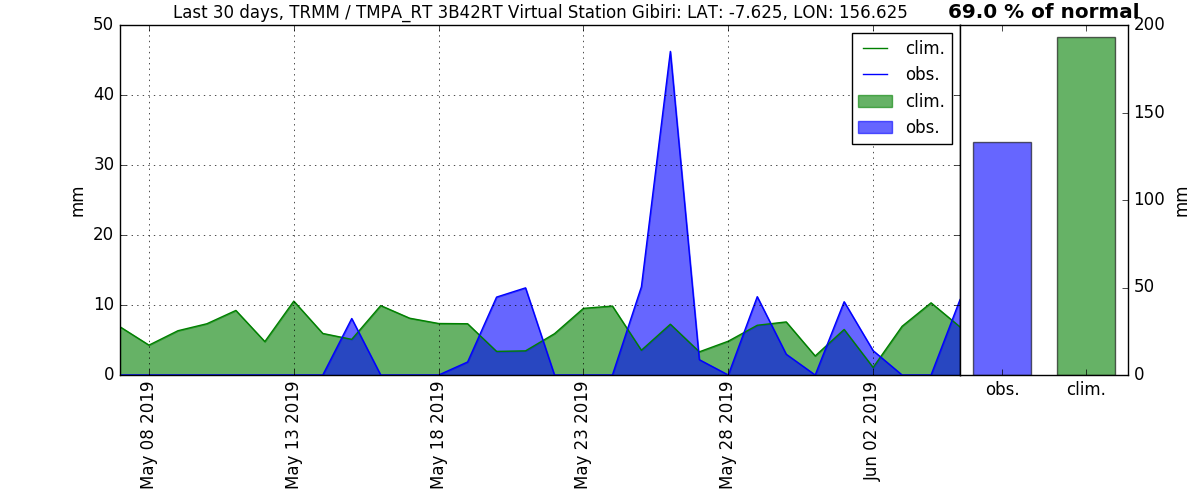 Last 30 days, TRMM / TMPA_RT 3B42RT Virtual Station Gibiri: LAT: -7.625, LON: 156.625
69.0 % of normal
50
40
30
20
10
0
mm
clim.
obs.
clim.
obs.
200
150
100
50
0
mm
May 08 2019
May 13 2019
May 18 2019
May 23 2019
May 28 2019
Jun 02 2019
obs.
clim.